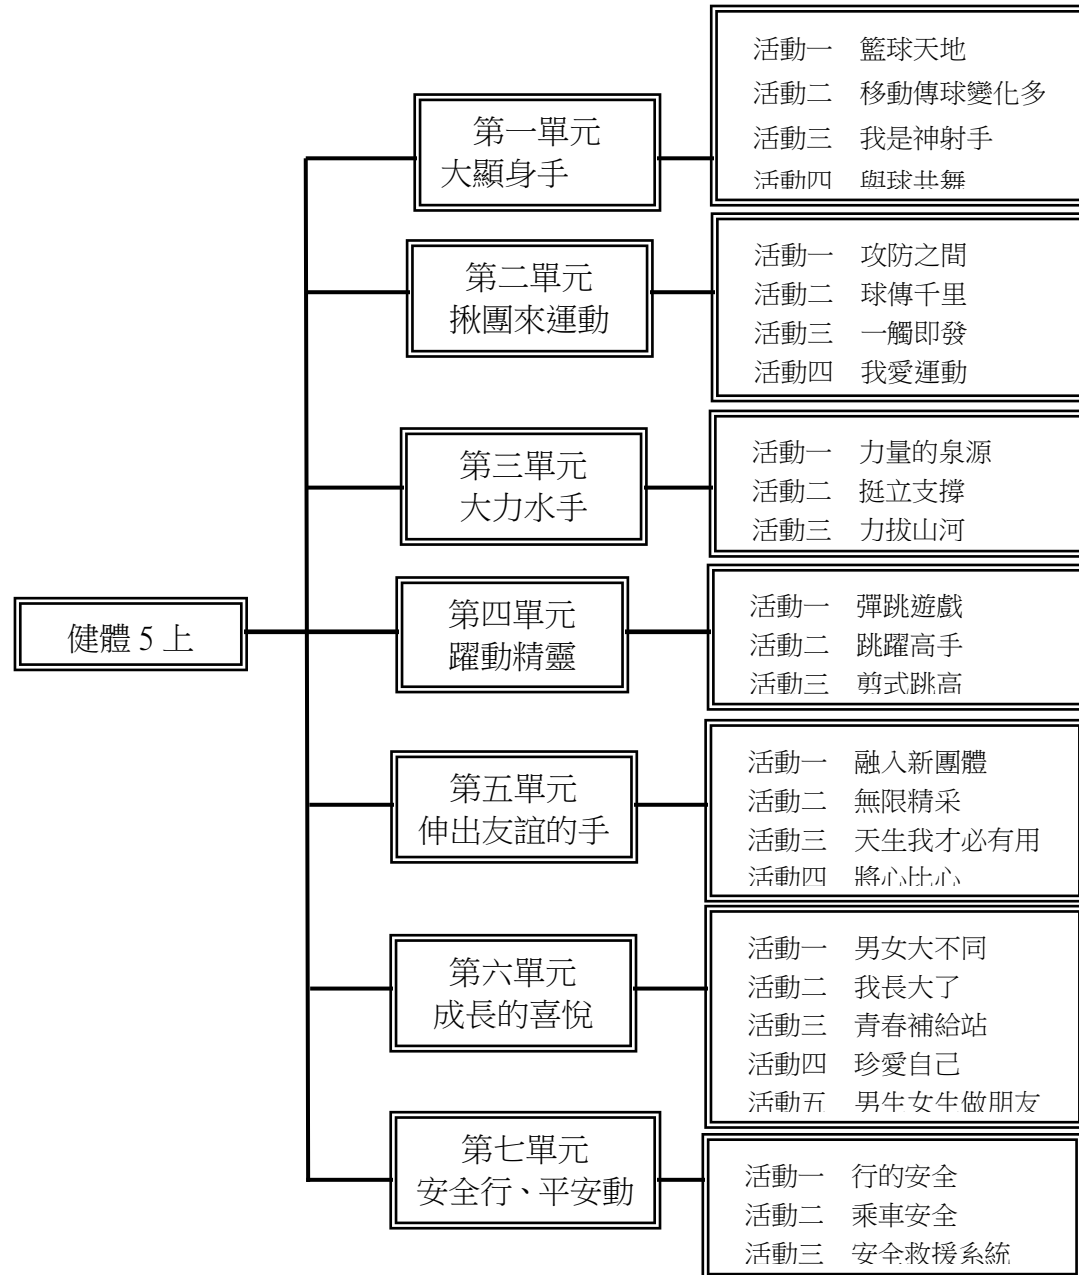 健體 5 上
第一單元
大顯身手
活動一　籃球天地
活動二　移動傳球變化多
活動三　我是神射手
活動四　與球共舞
第二單元
揪團來運動
活動一　攻防之間
活動二　球傳千里
活動三　一觸即發
活動四　我愛運動
第三單元
大力水手
活動一　力量的泉源
活動二　挺立支撐
活動三　力拔山河
第四單元
躍動精靈
活動一　彈跳遊戲
活動二　跳躍高手
活動三　剪式跳高
第五單元
伸出友誼的手
活動一　融入新團體
活動二　無限精采
活動三　天生我才必有用
活動四　將心比心
第六單元
成長的喜悅
活動一　男女大不同
活動二　我長大了
活動三　青春補給站
活動四　珍愛自己
活動五　男生女生做朋友
第七單元
安全行、平安動
活動一　行的安全
活動二　乘車安全
活動三　安全救援系統